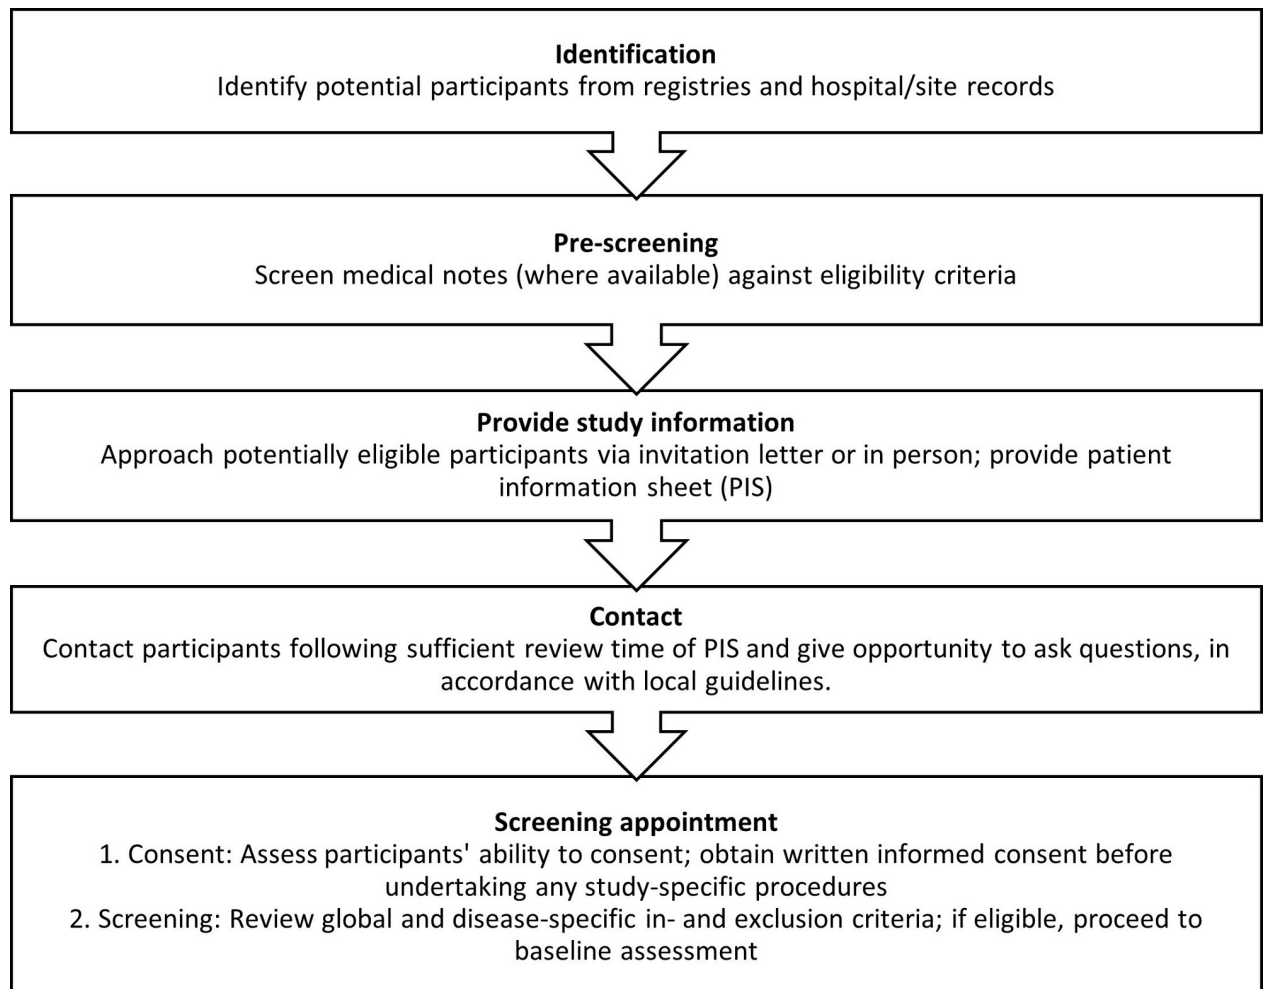 Identification
Identify potential participants from registries and hospital/site records
Pre-screening
Screen medical notes (where available) against eligibility criteria
Provide study information
Approach potentially eligible participants via invitation letter or in person; provide patient
information sheet (PIS)
Contact
Contact participants following sufficient review time of PIS and give opportunity to ask questions, in
accordance with local guidelines.
Screening appointment
1. Consent: Assess participants' ability to consent; obtain written informed consent before
undertaking any study-specific procedures
2. Screening: Review global and disease-specific in- and exclusion criteria; if eligible, proceed to
baseline assessment